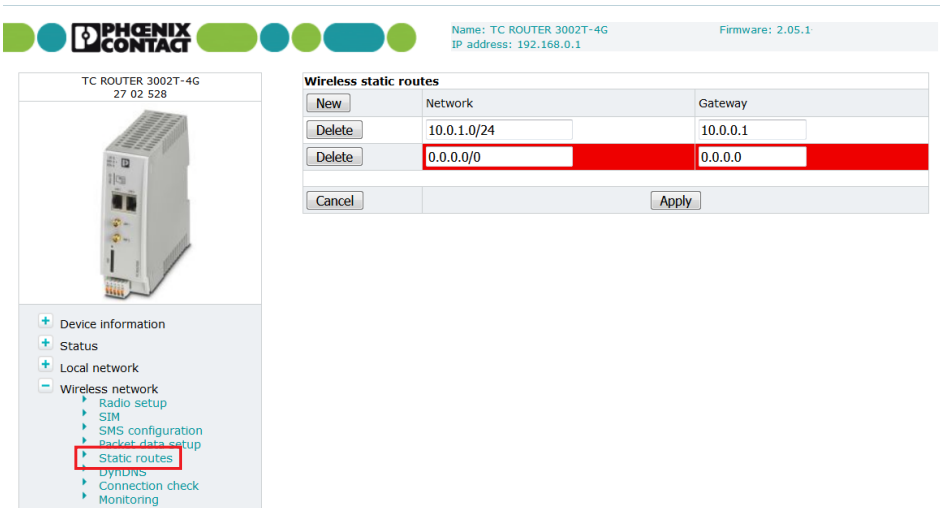 PHŒNIX
CONTACT
Name: TC ROUTER 3002T-4G
IP address: 192.168.0.1
Firmware: 2.05.1
TC ROUTER 3002T-4G
27 02 528
Device information
Status
Local network
Wireless network
Radio setup
SIM
SMS configuration
Packet data setup
Static routes
DynDNS
Connection check
Monitoring
Wireless static routes
New Network Gateway
Delete 10.0.1.0/24 10.0.0.1
Delete 0.0.0.0/0 0.0.0.0
Cancel Apply